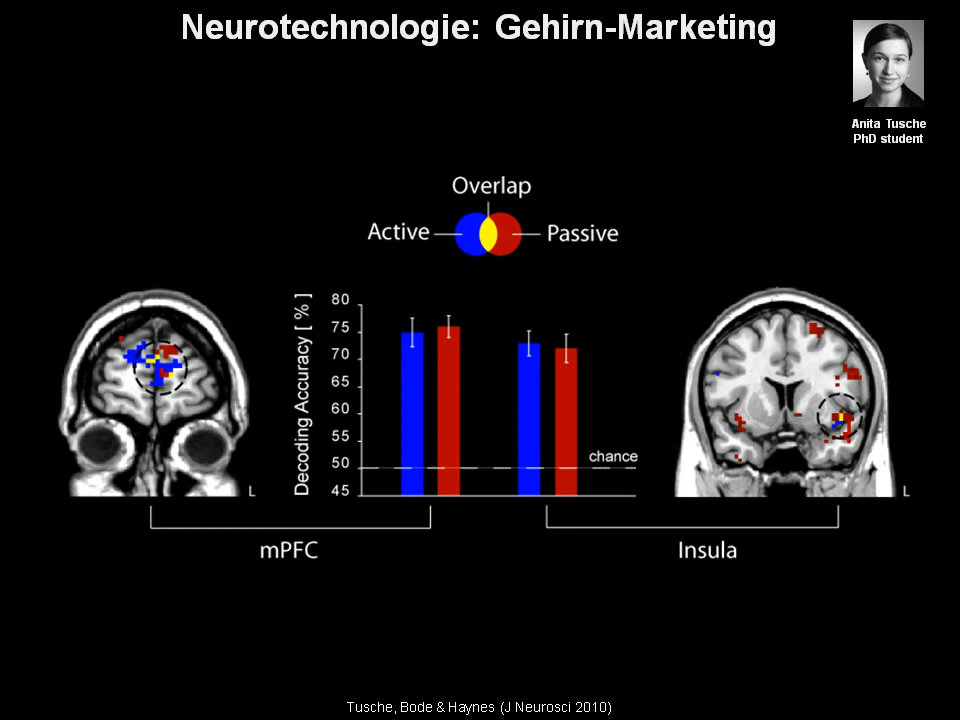 Neurotechnologie: Gehirn-Marketing
Anita Tusche
PhD student
Overlap
Active
Passive
Decoding Accuracy [ % ]
80
75
70
65
60
55
50
45
chance
L
L
mPFC
Insula
Tusche, Bode & Haynes (J Neurosci 2010)